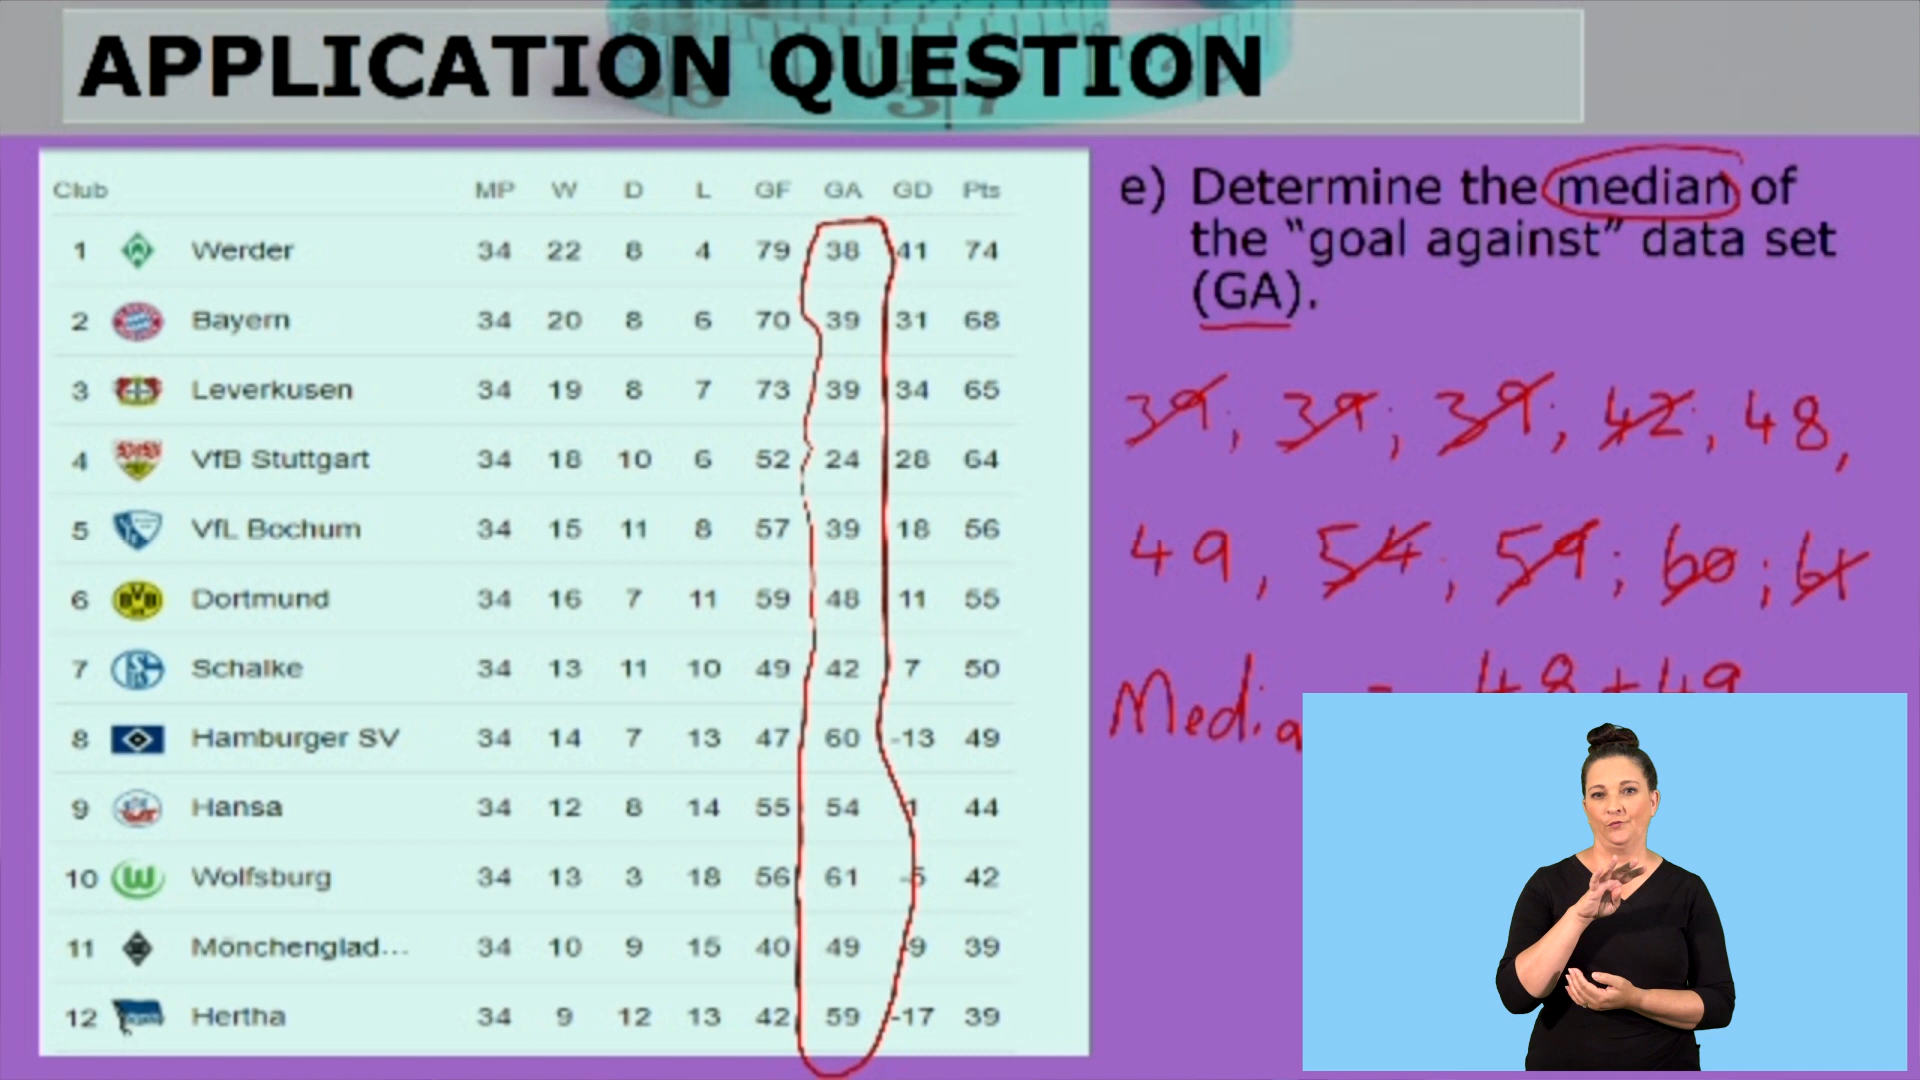 APPLICATION QUESTION
Club MP W D L GF GA GD Pts
1 Werder 34 22 8 4 79 38 41 74
2 Bayern 34 20 8 6 70 39 31 68
3 Leverkusen 34 19 8 7 73 39 34 65
4 VfB Stuttgart 34 18 10 6 52 24 28 64
5 VfL Bochum 34 15 11 8 57 39 18 56
6 Dortmund 34 16 7 11 59 48 11 55
7 Schalke 34 13 11 10 49 42 7 50
8 Hamburger SV 34 14 7 13 47 60 -13 49
9 Hansa 34 12 8 14 55 54 1 44
10 Wolfsburg 34 13 3 18 56 61 -5 42
11 Mönchenglad... 34 10 9 15 40 49 -9 39
12 Hertha 34 9 12 13 42 59 -17 39
e) Determine the median of
the “goal against” data set
(GA).
39; 39; 39; 42; 48,
49, 54, 59; 60; 61
Media = 48+49